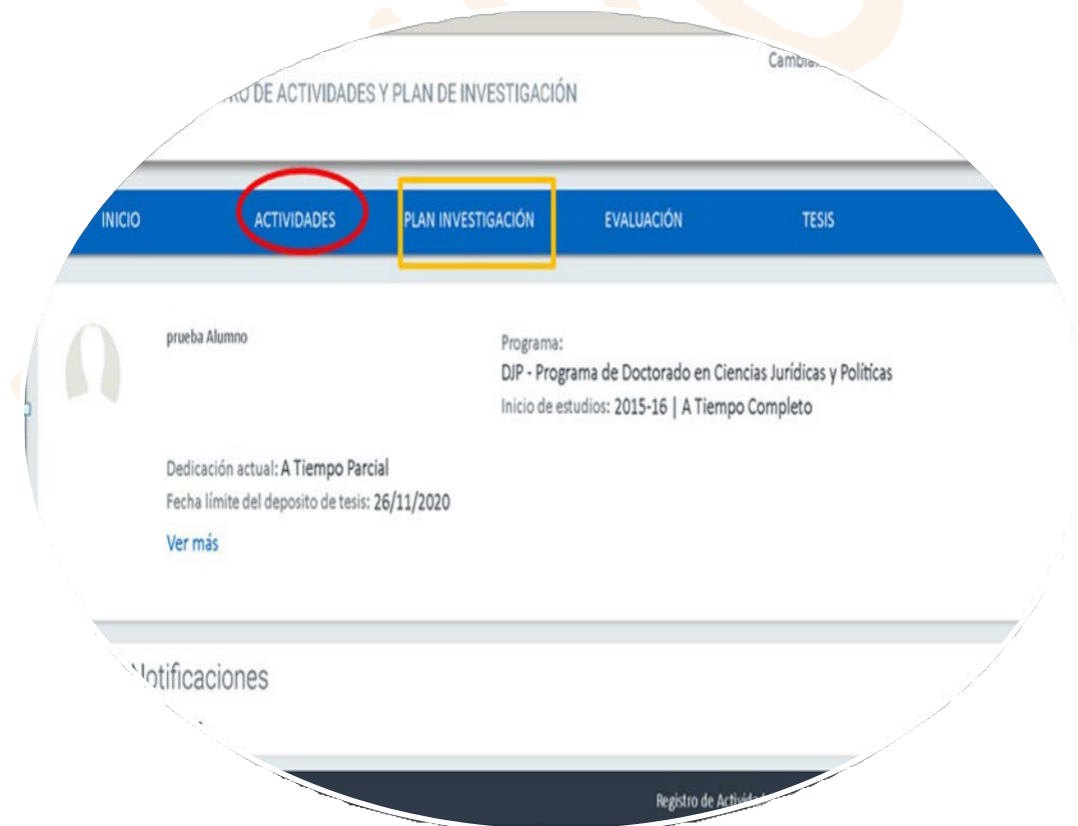 DE ACTIVIDADES Y PLAN DE INVESTIGACIÓN
INICIO ACTIVIDADES PLAN INVESTIGACIÓN EVALUACIÓN TESIS
prueba Alumno
Programa:
DJP - Programa de Doctorado en Ciencias Jurídicas y Políticas
Inicio de estudios: 2015-16 | A Tiempo Completo
Dedicación actual: A Tiempo Parcial
Fecha límite del deposito de tesis: 26/11/2020
Ver más
Notificaciones
Registro de